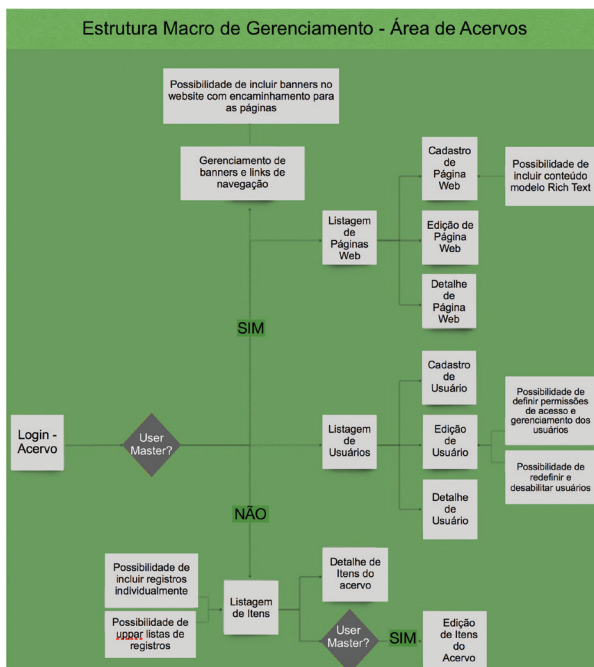 Estrutura Macro de Gerenciamento - Área de Acervos
Possibilidade de incluir banners no
website com encaminhamento para
as páginas
Gerenciamento de
banners e links de
navegação
Cadastro
de
Página
Web
Possibilidade de
incluir conteúdo
modelo Rich Text
Listagem
de
Páginas
Web
Edição de
Página
Web
Detalhe
de
Página
Web
SIM
Cadastro
de
Usuário
Login -
Acervo
User
Master?
Listagem
de
Usuários
Edição
de
Usuário
Possibilidade de
definir permissões
de acesso e
gerenciamento dos
usuários
Possibilidade de
redefinir e
desabilitar usuários
Detalhe
de
Usuário
NÃO
Possibilidade de
incluir registros
individualmente
Possibilidade de
uppar listas de
registros
Listagem
de Itens
Detalhe de
Itens do
acervo
User
Master?
SIM
Edição
de Itens
do
Acervo